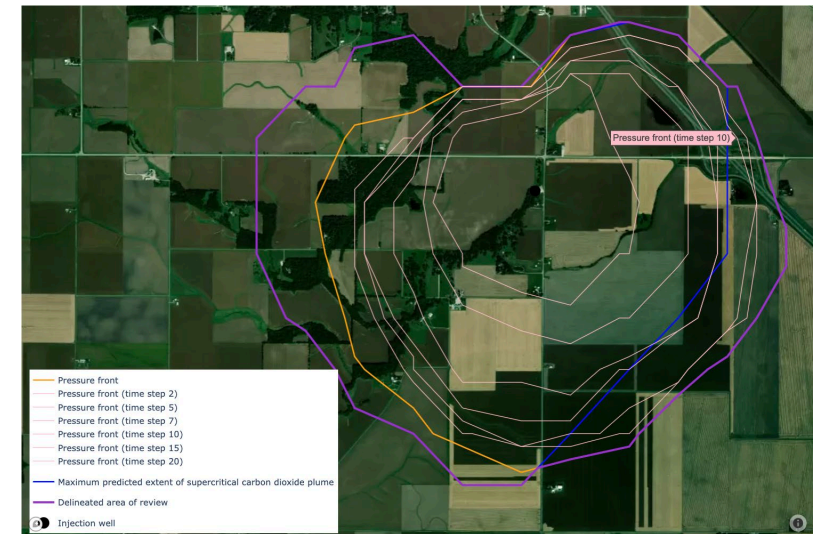 Pressure front (time step 10)
Pressure front
Pressure front (time step 2)
Pressure front (time step 5)
Pressure front (time step 7)
Pressure front (time step 10)
Pressure front (time step 15)
Pressure front (time step 20)
Maximum predicted extent of supercritical carbon dioxide plume
Delineated area of review
Injection well